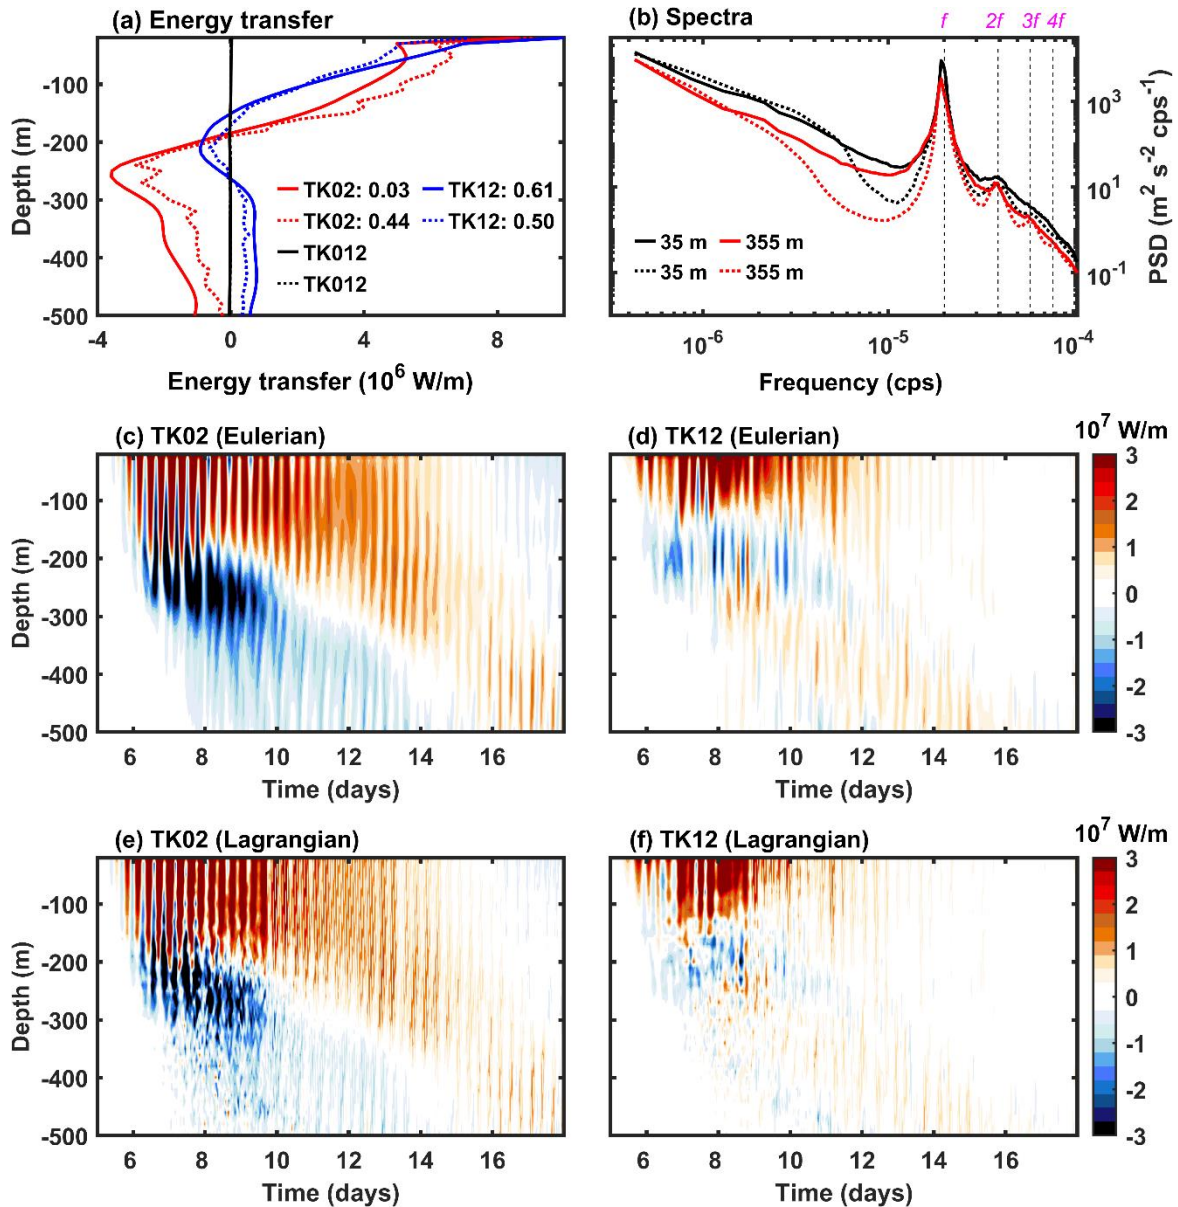 (a) Energy transfer
-100
-200
-300
-400
-500
Depth (m)
TK02: 0.03
TK12: 0.61
TK02: 0.44
TK12: 0.50
TK012
TK012
-4 0 4 8
Energy transfer (10^6 W/m)
(b) Spectra
f 2f 3f 4f
10^3
10^1
10^-1
PSD (m^2 s^-2 cps^-1)
35 m 355 m
35 m 355 m
10^-6 10^-5 10^-4
Frequency (cps)
(c) TK02 (Eulerian)
-100
-200
-300
-400
-500
Depth (m)
6 8 10 12 14 16
Time (days)
(d) TK12 (Eulerian)
6 8 10 12 14 16
Time (days)
10^7 W/m
3
2
1
0
-1
-2
-3
(e) TK02 (Lagrangian)
-100
-200
-300
-400
-500
Depth (m)
6 8 10 12 14 16
Time (days)
(f) TK12 (Lagrangian)
6 8 10 12 14 16
Time (days)
10^7 W/m
3
2
1
0
-1
-2
-3